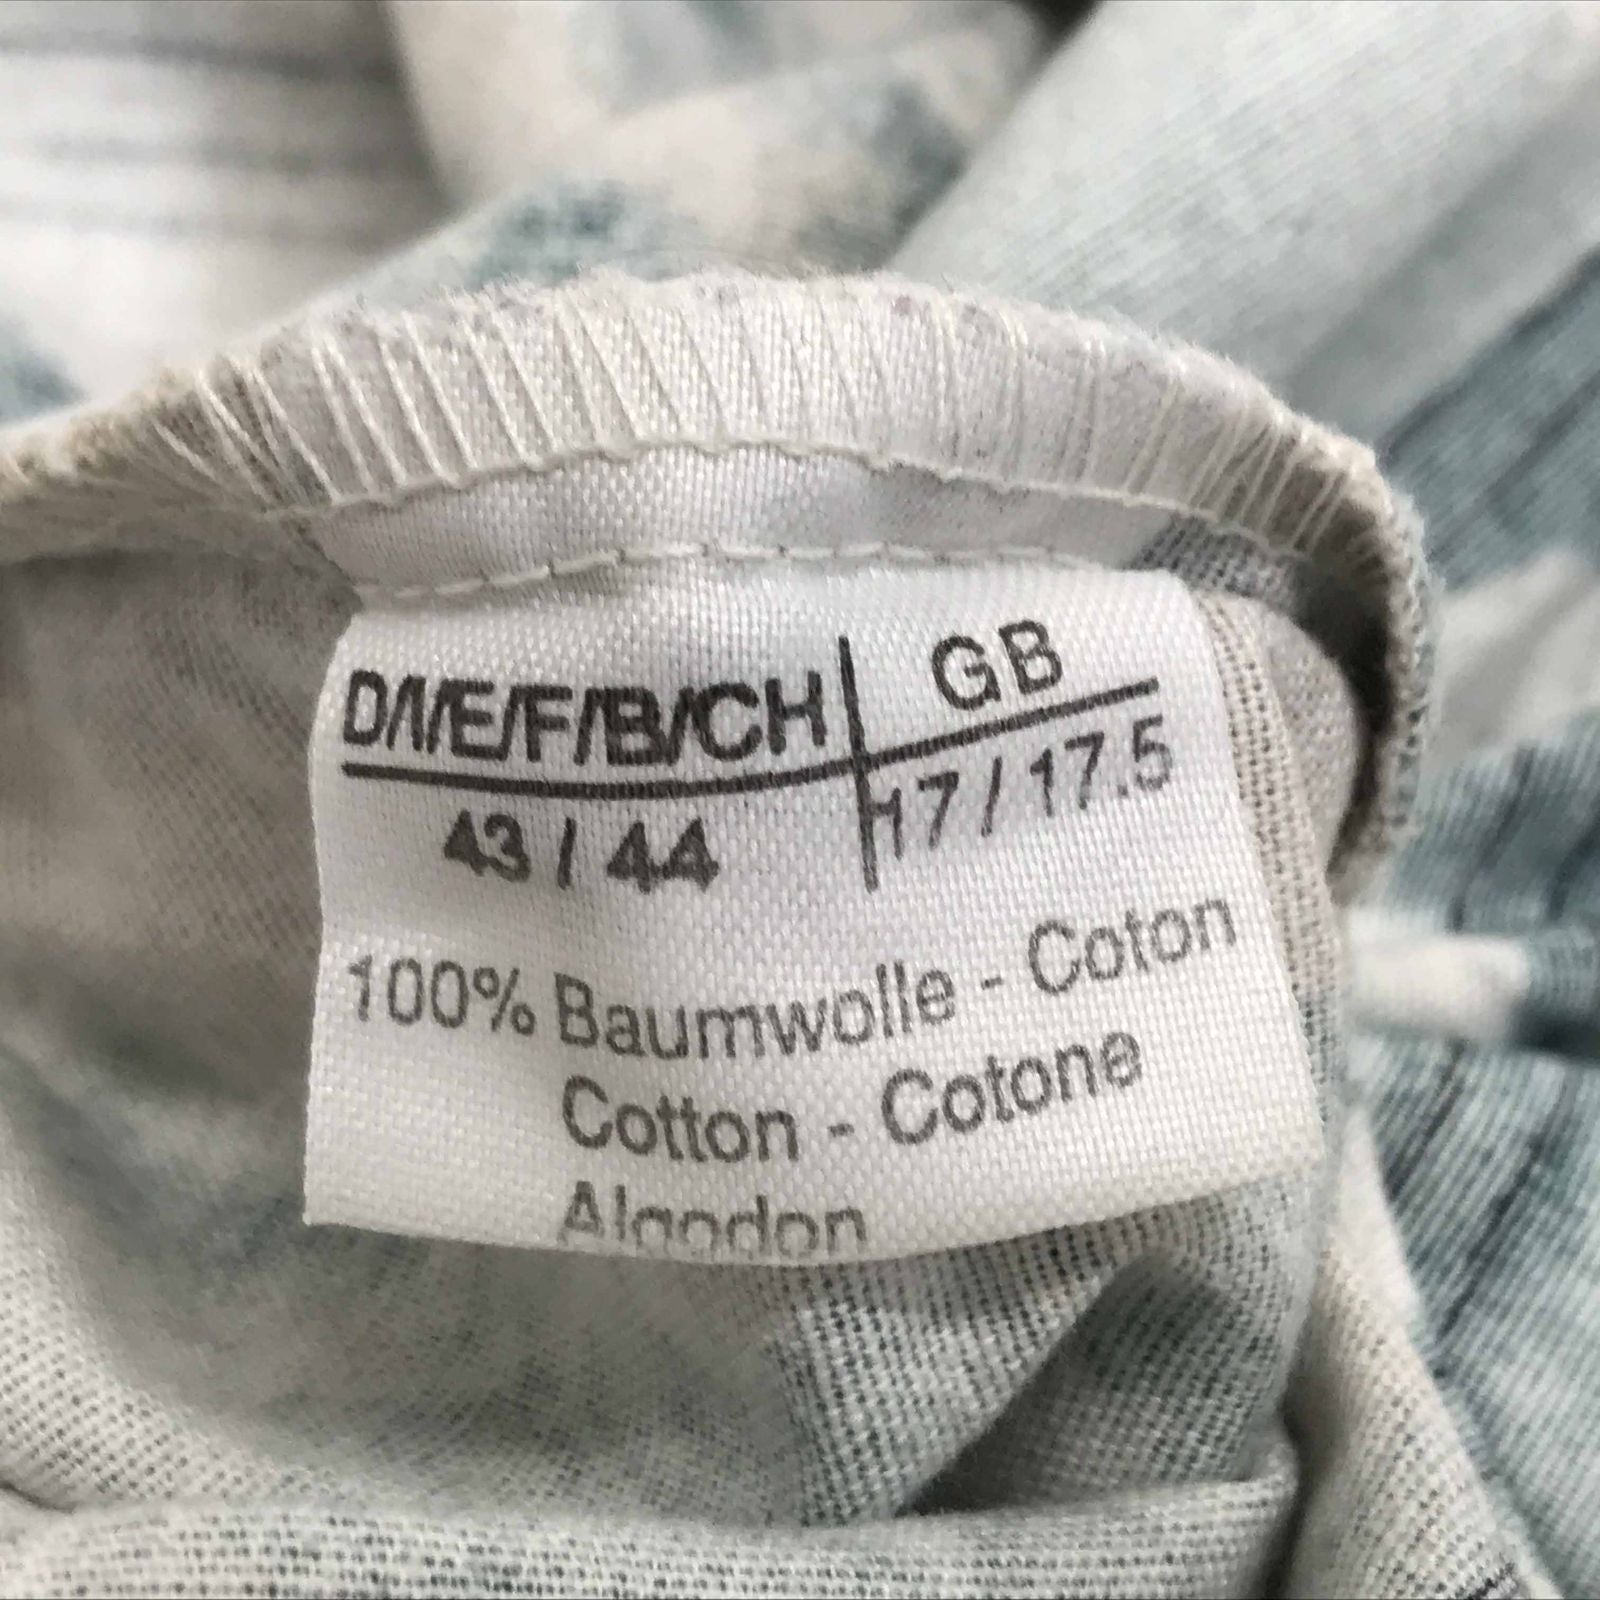 D/I/E/F/B/CH GB
43 / 44 17 / 17.5
100% Baumwolle - Coton
Cotton - Cotone
Algodon